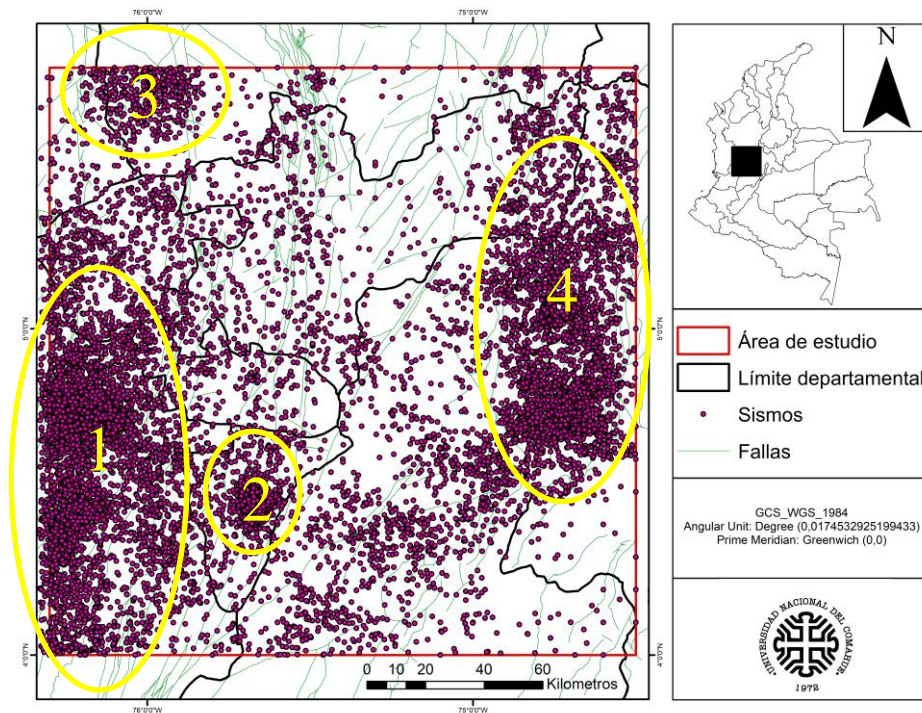 76°0'0"W
75°0'0"W
3
4
1
2
5°0'0"N
5°0'0"N
4°0'0"N
4°0'0"N
0 10 20 40 60
Kilometros
76°0'0"W
75°0'0"W
N
Área de estudio
Límite departamental
Sismos
Fallas
GCS_WGS_1984
Angular Unit: Degree (0,0174532925199433)
Prime Meridian: Greenwich (0,0)
UNIVERSIDAD NACIONAL DEL COMAHUE
1972